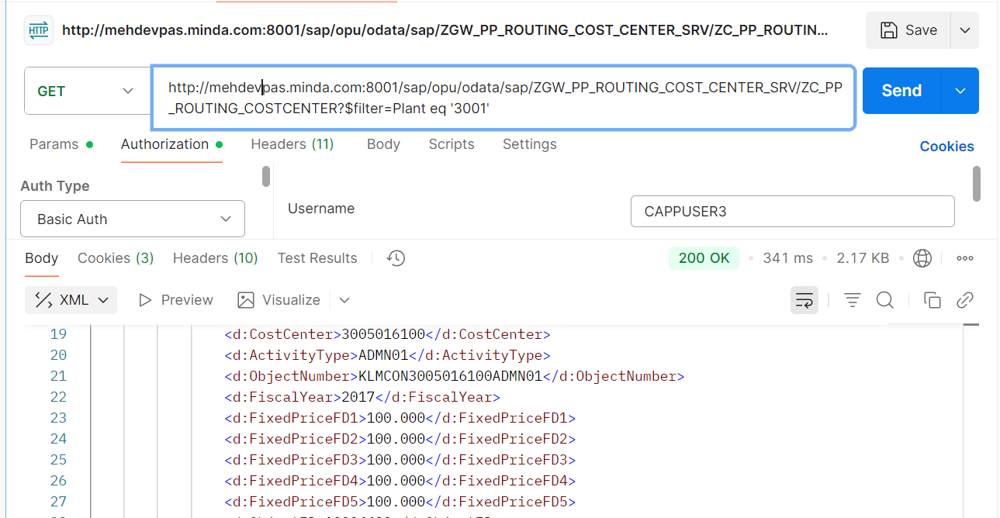 HTTP http://mehdevpas.minda.com:8001/sap/opu/odata/sap/ZGW_PP_ROUTING_COST_CENTER_SRV/ZC_PP_ROUTIN... Save
GET http://mehdevpas.minda.com:8001/sap/opu/odata/sap/ZGW_PP_ROUTING_COST_CENTER_SRV/ZC_PP Send
_ROUTING_COSTCENTER?$filter=Plant eq '3001'
Params Authorization Headers (11) Body Scripts Settings Cookies
Auth Type
Username CAPPUSER3
Basic Auth
Body Cookies (3) Headers (10) Test Results 200 OK 341 ms 2.17 KB
XML Preview Visualize
19 <d:CostCenter>3005016100</d:CostCenter>
20 <d:ActivityType>ADMN01</d:ActivityType>
21 <d:ObjectNumber>KLMCON3005016100ADMN01</d:ObjectNumber>
22 <d:FiscalYear>2017</d:FiscalYear>
23 <d:FixedPriceFD1>100.000</d:FixedPriceFD1>
24 <d:FixedPriceFD2>100.000</d:FixedPriceFD2>
25 <d:FixedPriceFD3>100.000</d:FixedPriceFD3>
26 <d:FixedPriceFD4>100.000</d:FixedPriceFD4>
27 <d:FixedPriceFD5>100.000</d:FixedPriceFD5>